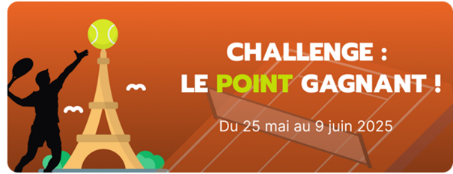 CHALLENGE :
LE POINT GAGNANT !
Du 25 mai au 9 juin 2025